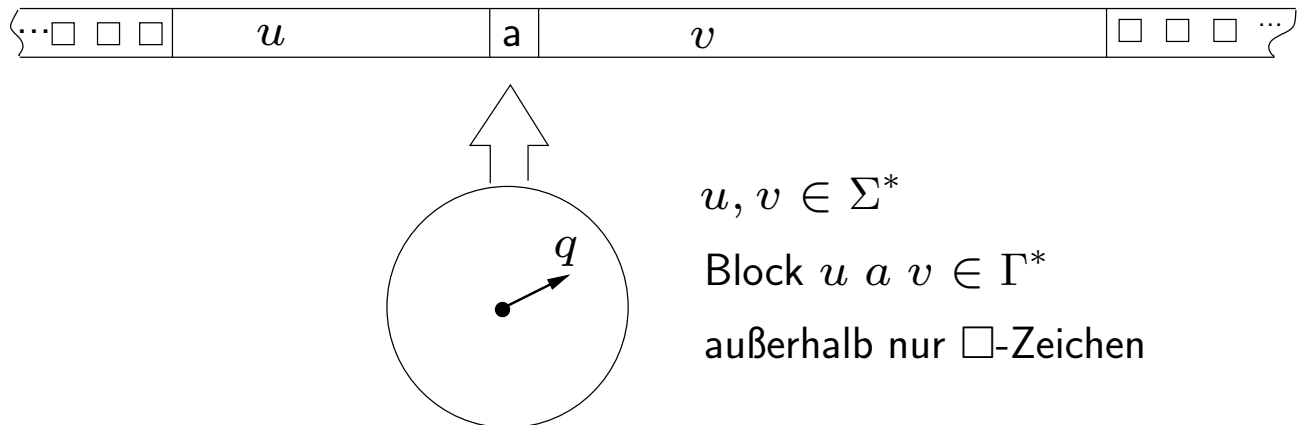 ...□ □ □ u a v □ □ □ ...
q
u, v ∈ Σ*
Block u a v ∈ Γ*
außerhalb nur □-Zeichen